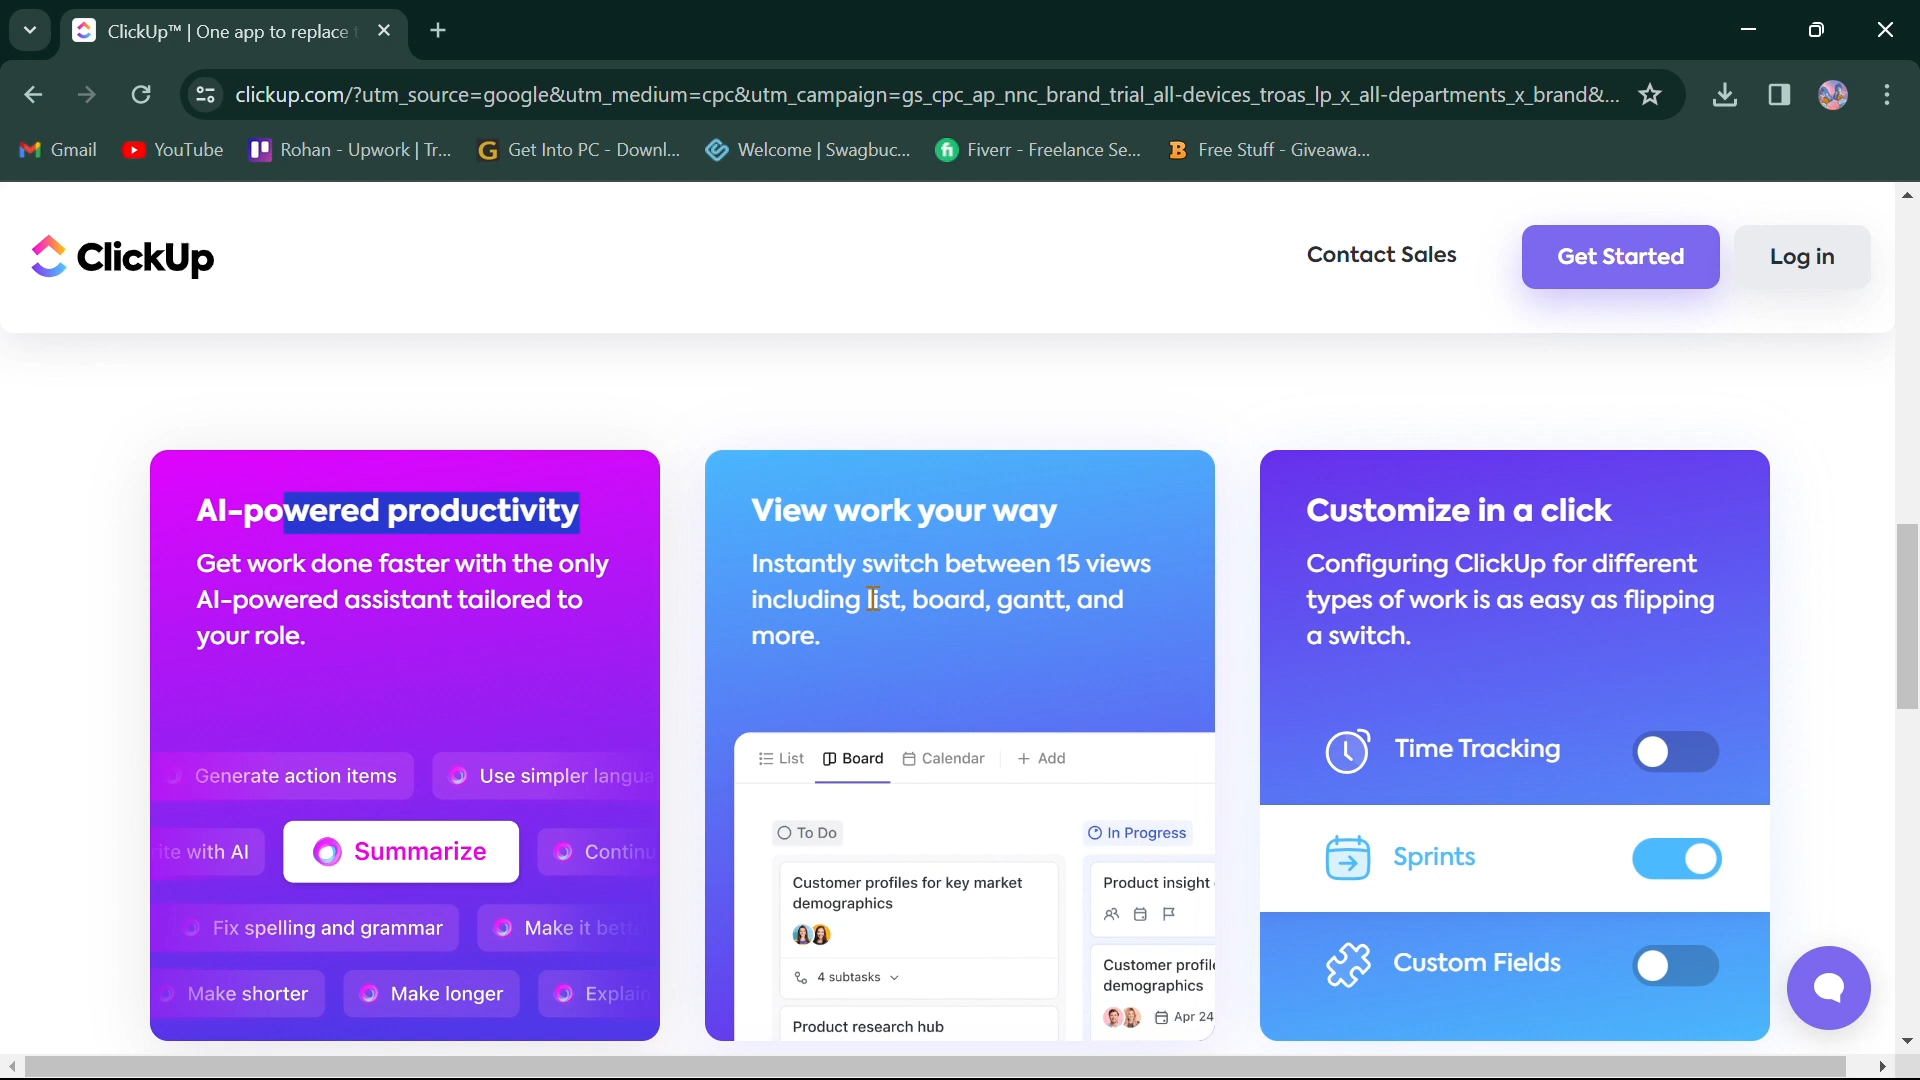 ClickUp™ | One app to replace
clickup.com/?utm_source=google&utm_medium=cpc&utm_campaign=gs_cpc_ap_nnc_brand_trial_all-devices_troas_lp_x_all-departments_x_brand&...
Gmail YouTube Rohan - Upwork | Tr... Get Into PC - Downl... Welcome | Swagbuc... Fiverr - Freelance Se... Free Stuff - Giveawa...
ClickUp Contact Sales Get Started Log in
AI-powered productivity
Get work done faster with the only
AI-powered assistant tailored to
your role.
Generate action items Use simpler langua
ite with AI Summarize Continu
Fix spelling and grammar Make it bette
Make shorter Make longer Explain
View work your way
Instantly switch between 15 views
including list, board, gantt, and
more.
List Board Calendar + Add
To Do In Progress
Customer profiles for key market
demographics
4 subtasks
Product research hub
Product insight
Customer profile
demographics
Apr 24
Customize in a click
Configuring ClickUp for different
types of work is as easy as flipping
a switch.
Time Tracking
Sprints
Custom Fields